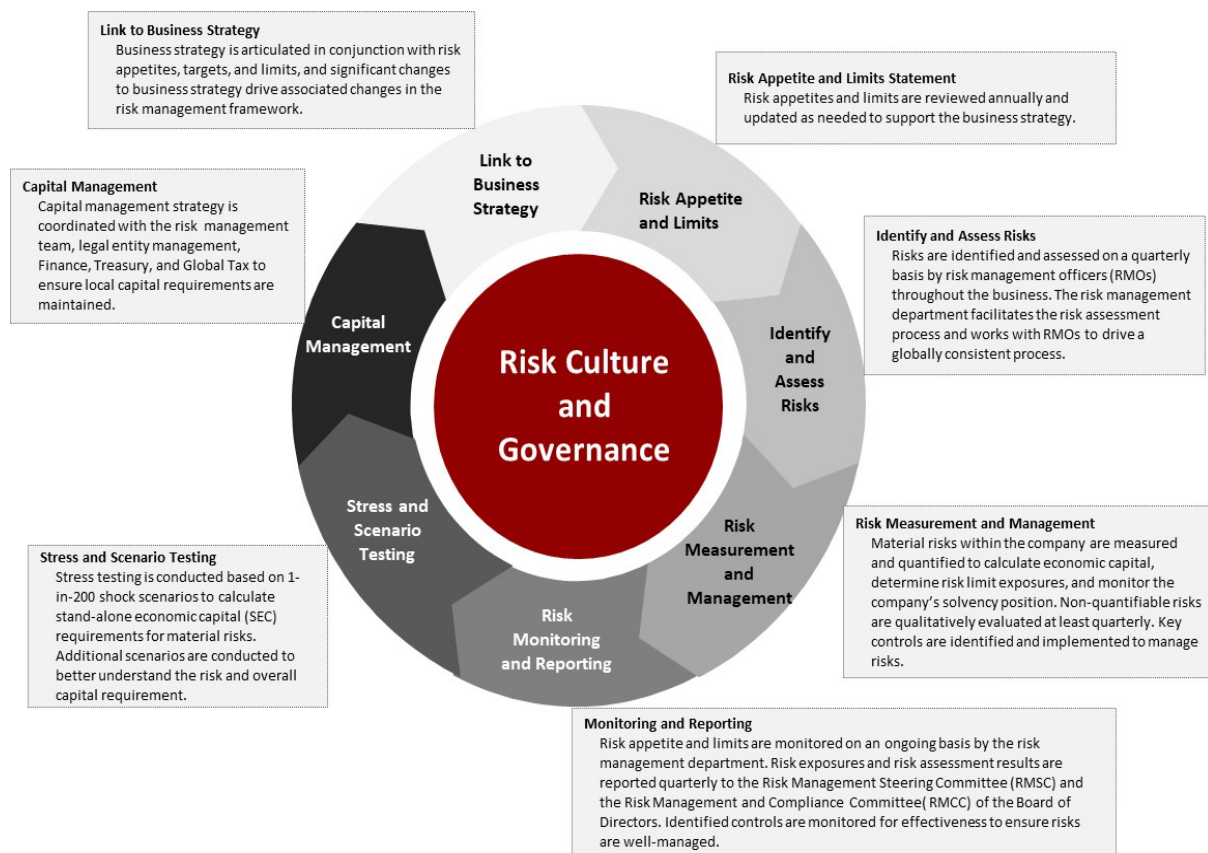 Link to Business Strategy
Business strategy is articulated in conjunction with risk
appetites, targets, and limits, and significant changes
to business strategy drive associated changes in the
risk management framework.
Risk Appetite and Limits Statement
Risk appetites and limits are reviewed annually and
updated as needed to support the business strategy.
Link to
Business
Strategy
Risk Appetite
and Limits
Capital Management
Capital management strategy is
coordinated with the risk management
team, legal entity management,
Finance, Treasury, and Global Tax to
ensure local capital requirements are
maintained.
Identify and Assess Risks
Risks are identified and assessed on a quarterly
basis by risk management officers (RMOs)
throughout the business. The risk management
department facilitates the risk assessment
process and works with RMOs to drive a
globally consistent process.
Capital
Management
Risk Culture
and
Governance
Identify
and
Assess
Risks
Stress and
Scenario
Testing
Risk
Measurement
and
Management
Risk
Monitoring
and Reporting
Risk Measurement and Management
Material risks within the company are measured
and quantified to calculate economic capital,
determine risk limit exposures, and monitor the
company's solvency position. Non-quantifiable risks
are qualitatively evaluated at least quarterly. Key
controls are identified and implemented to manage
risks.
Stress and Scenario Testing
Stress testing is conducted based on 1-
in-200 shock scenarios to calculate
stand-alone economic capital (SEC)
requirements for material risks.
Additional scenarios are conducted to
better understand the risk and overall
capital requirement.
Monitoring and Reporting
Risk appetite and limits are monitored on an ongoing basis by the risk
management department. Risk exposures and risk assessment results are
reported quarterly to the Risk Management Steering Committee (RMSC) and
the Risk Management and Compliance Committee( RMCC) of the Board of
Directors. Identified controls are monitored for effectiveness to ensure risks
are well-managed.